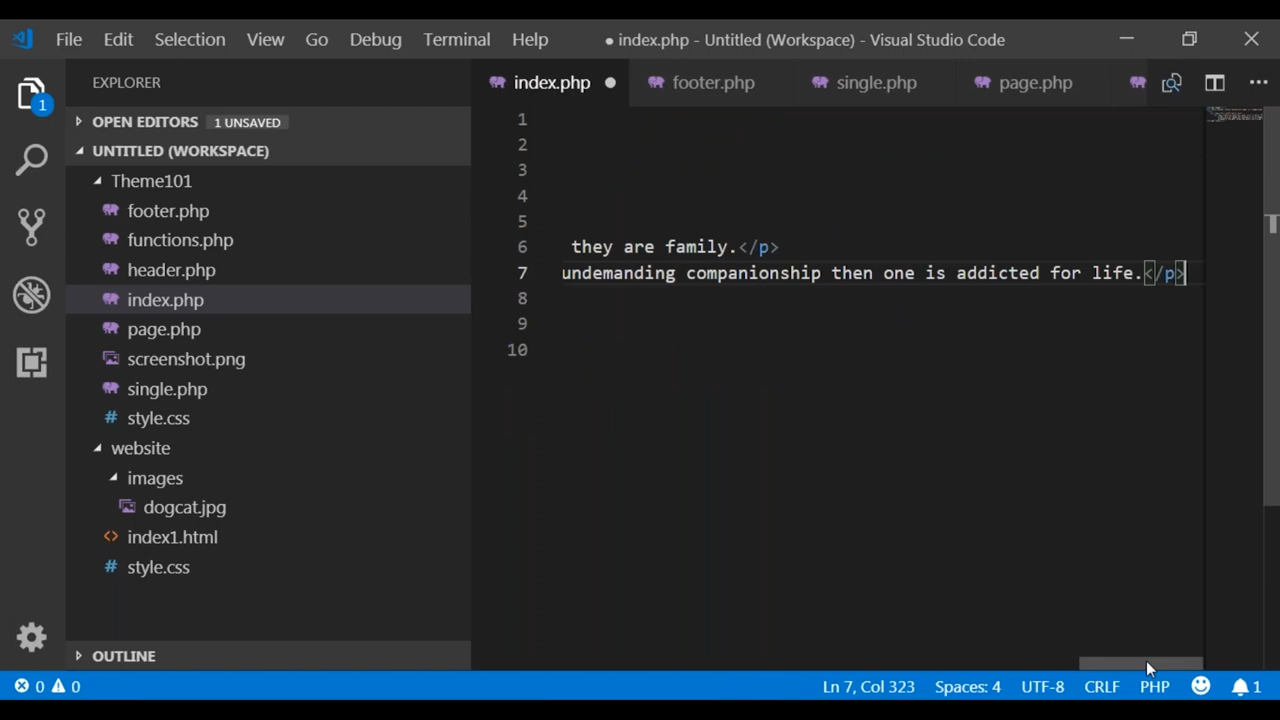 File Edit Selection View Go Debug Terminal Help ● index.php - Untitled (Workspace) - Visual Studio Code
EXPLORER
index.php footer.php single.php page.php
OPEN EDITORS 1 UNSAVED
UNTITLED (WORKSPACE)
Theme101
footer.php
functions.php
header.php
index.php
page.php
screenshot.png
single.php
# style.css
website
images
dogcat.jpg
<> index1.html
# style.css
OUTLINE
1
1
2
3
4
5
6 they are family.</p>
7 undemanding companionship then one is addicted for life.</p>
8
9
10
0 0 Ln 7, Col 323 Spaces: 4 UTF-8 CRLF PHP 1